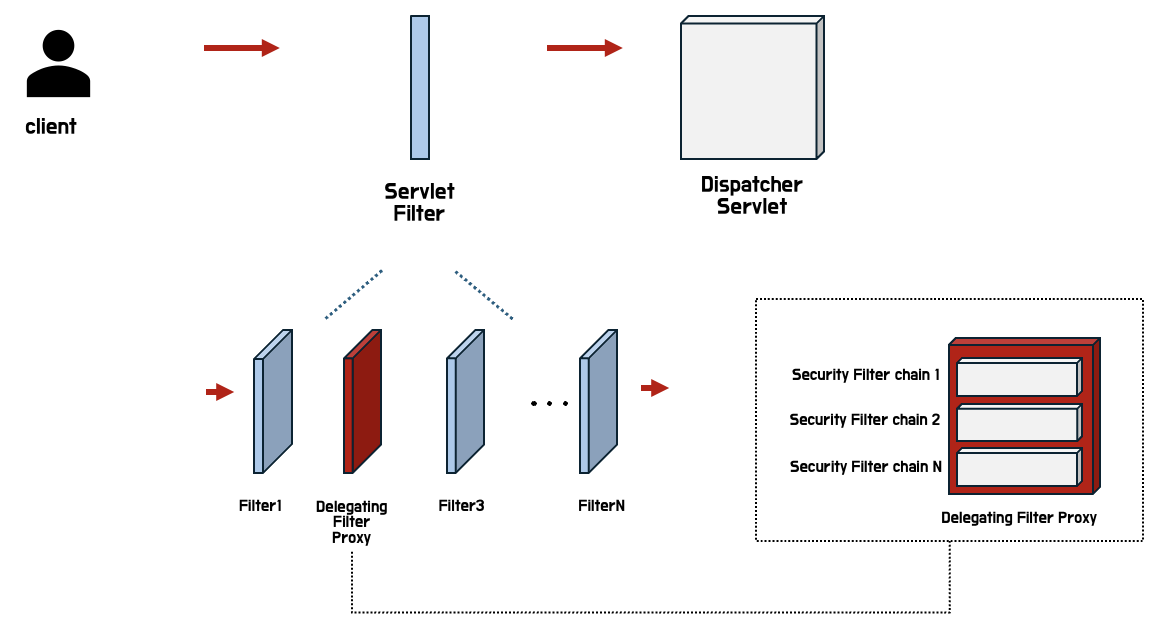 client
Servlet
Filter
Dispatcher
Servlet
Filter1
Delegating
Filter
Proxy
Filter3
...
FilterN
Security Filter chain 1
Security Filter chain 2
Security Filter chain N
Delegating Filter Proxy